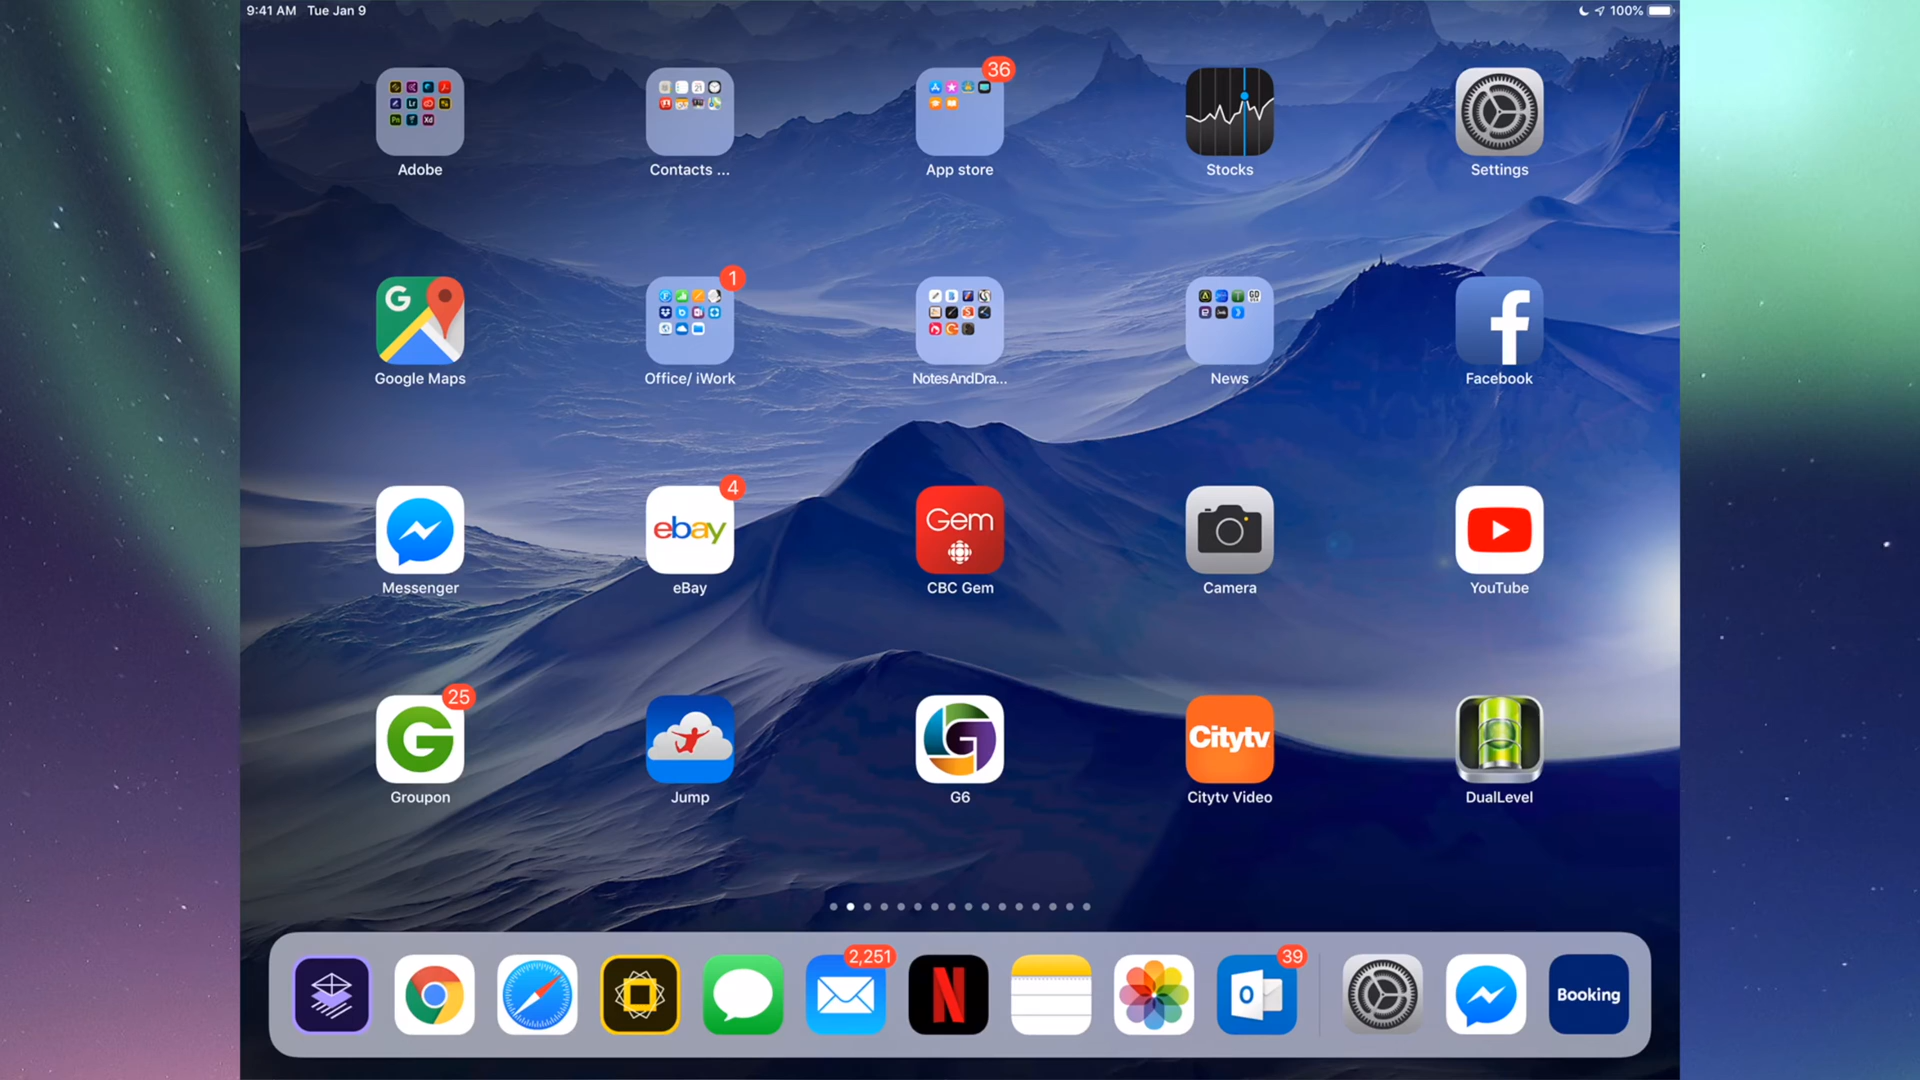 9:41 AM Tue Jan 9
100%
36
Adobe
Contacts ...
App store
Stocks
Settings
G
1
GD
f
Google Maps
Office/ iWork
NotesAndDra...
News
Facebook
4
ebay
Gem
Messenger
eBay
CBC Gem
Camera
YouTube
25
G
G
Citytv
Groupon
Jump
G6
Citytv Video
DualLevel
2,251
39
N
O
Booking